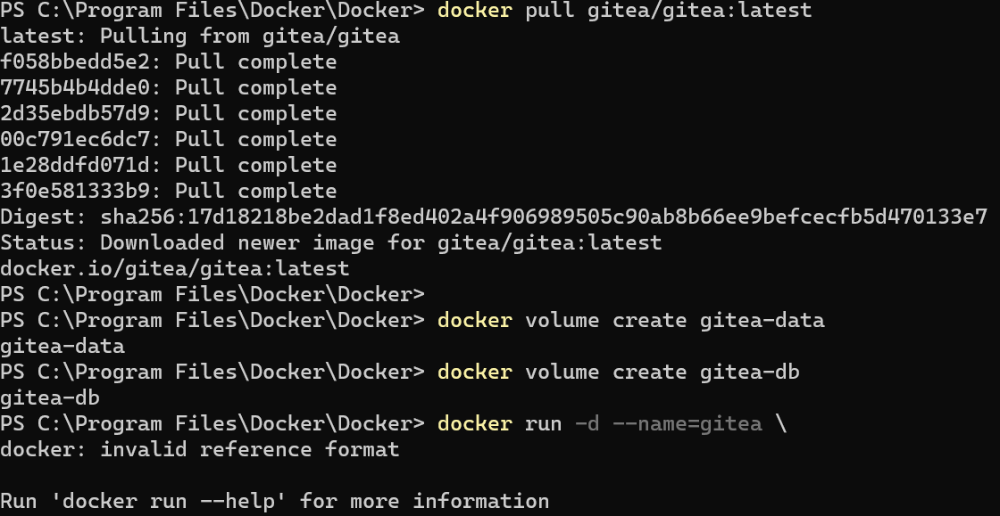 PS C:\Program Files\Docker\Docker> docker pull gitea/gitea:latest
latest: Pulling from gitea/gitea
f058bbedd5e2: Pull complete
7745b4b4dde0: Pull complete
2d35ebdb57d9: Pull complete
00c791ec6dc7: Pull complete
1e28ddfd071d: Pull complete
3f0e581333b9: Pull complete
Digest: sha256:17d18218be2dad1f8ed402a4f906989505c90ab8b66ee9befcecfb5d470133e7
Status: Downloaded newer image for gitea/gitea:latest
docker.io/gitea/gitea:latest
PS C:\Program Files\Docker\Docker>
PS C:\Program Files\Docker\Docker> docker volume create gitea-data
gitea-data
PS C:\Program Files\Docker\Docker> docker volume create gitea-db
gitea-db
PS C:\Program Files\Docker\Docker> docker run -d --name=gitea \
docker: invalid reference format
Run 'docker run --help' for more information